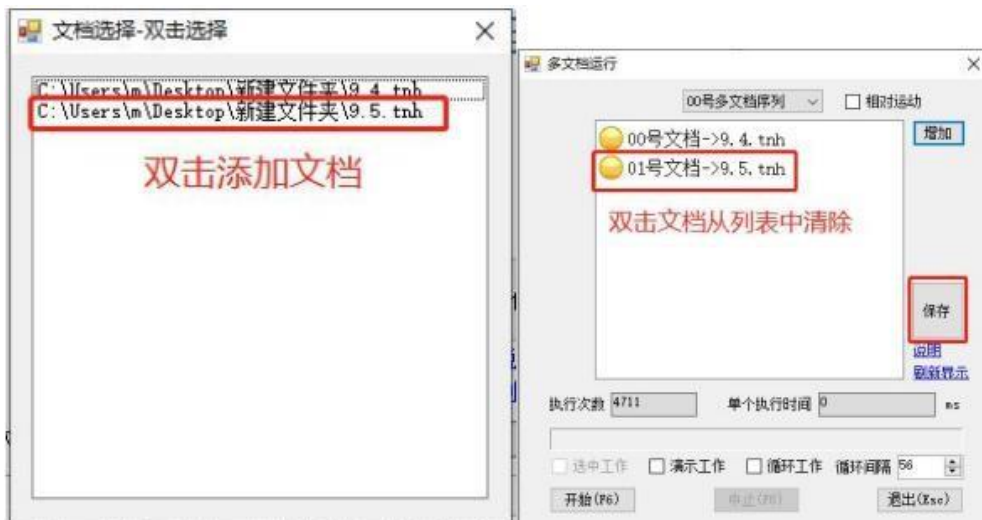 文档选择-双击选择
C:\Users\m\Desktop\新建文件夹\9.4.tnh
C:\Users\m\Desktop\新建文件夹\9.5.tnh
双击添加文档
多文档运行
00号多文档序列
相对运动
增加
00号文档->9.4.tnh
01号文档->9.5.tnh
双击文档从列表中清除
保存
说明
刷新显示
执行次数 4711 单个执行时间 0 ms
选中工作 演示工作 循环工作 循环间隔 56
开始(F6) 中止(F8) 退出(Esc)